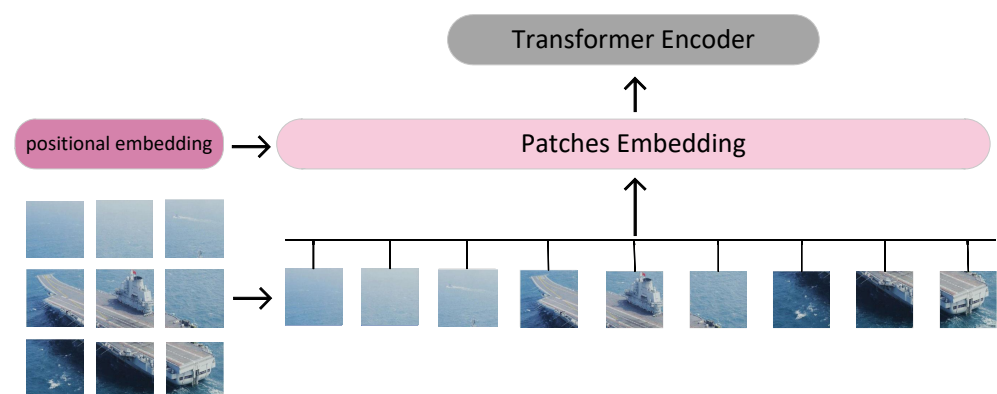 Transformer Encoder
positional embedding
Patches Embedding